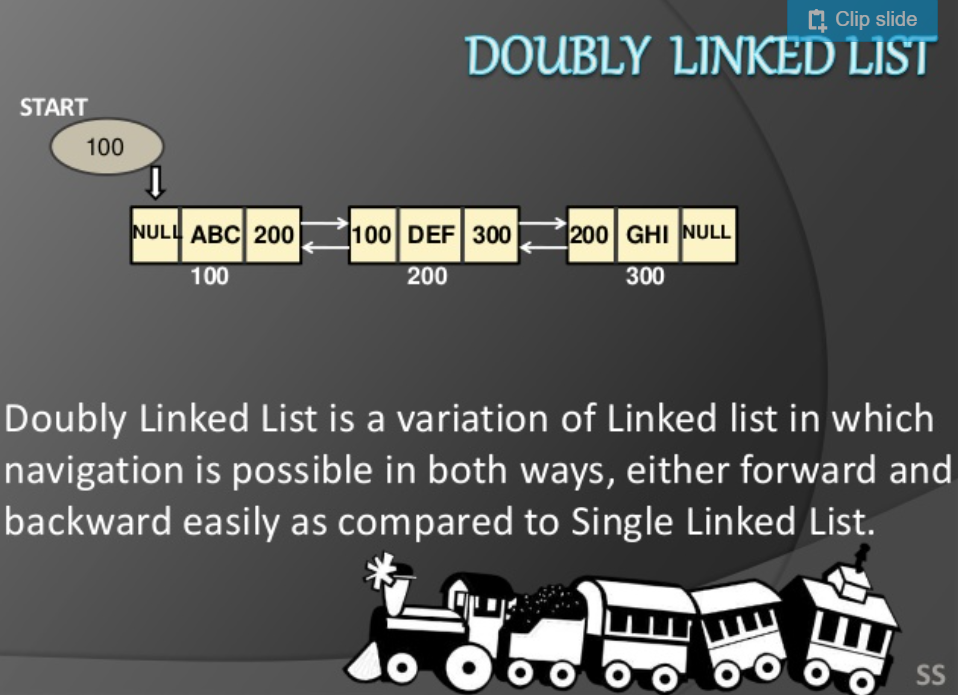 Clip slide
DOUBLY LINKED LIST
START
100
NULL ABC 200 100 DEF 300 200 GHI NULL
100 200 300
Doubly Linked List is a variation of Linked list in which
navigation is possible in both ways, either forward and
backward easily as compared to Single Linked List.
SS